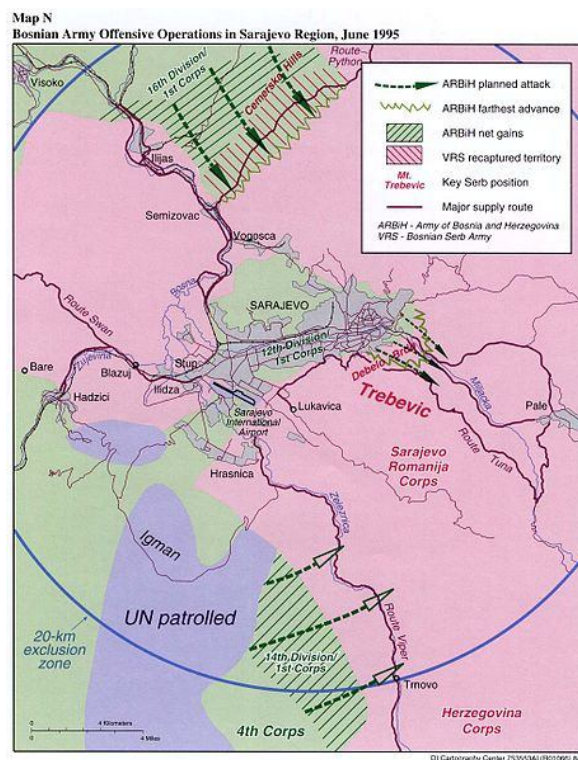 Map N
Bosnian Army Offensive Operations in Sarajevo Region, June 1995
Visoko
16th Division/
1st Corps
Cemerska Hills
Route
Python
ARBiH planned attack
ARBiH farthest advance
ARBiH net gains
VRS recaptured territory
Mt.
Trebevic
Key Serb position
Major supply route
ARBiH - Army of Bosnia and Herzegovina
VRS - Bosnian Serb Army
Ilijas
Semizovac
Vogosca
Bosna
SARAJEVO
Route Swan
12th Division/
1st Corps
Debelo Brdo
Zujevina
Stup
Bare
Blazuj
Ilidza
Trebevic
Miljacka
Hadzici
Sarajevo
International
Airport
Lukavica
Pale
Route Tuna
Sarajevo
Romanija
Corps
Hrasnica
Zeleznica
Igman
UN patrolled
20-km
exclusion
zone
Route Viper
14th Division/
1st Corps
Trnovo
0 4 Kilometers
0 4 Miles
4th Corps
Herzegovina
Corps